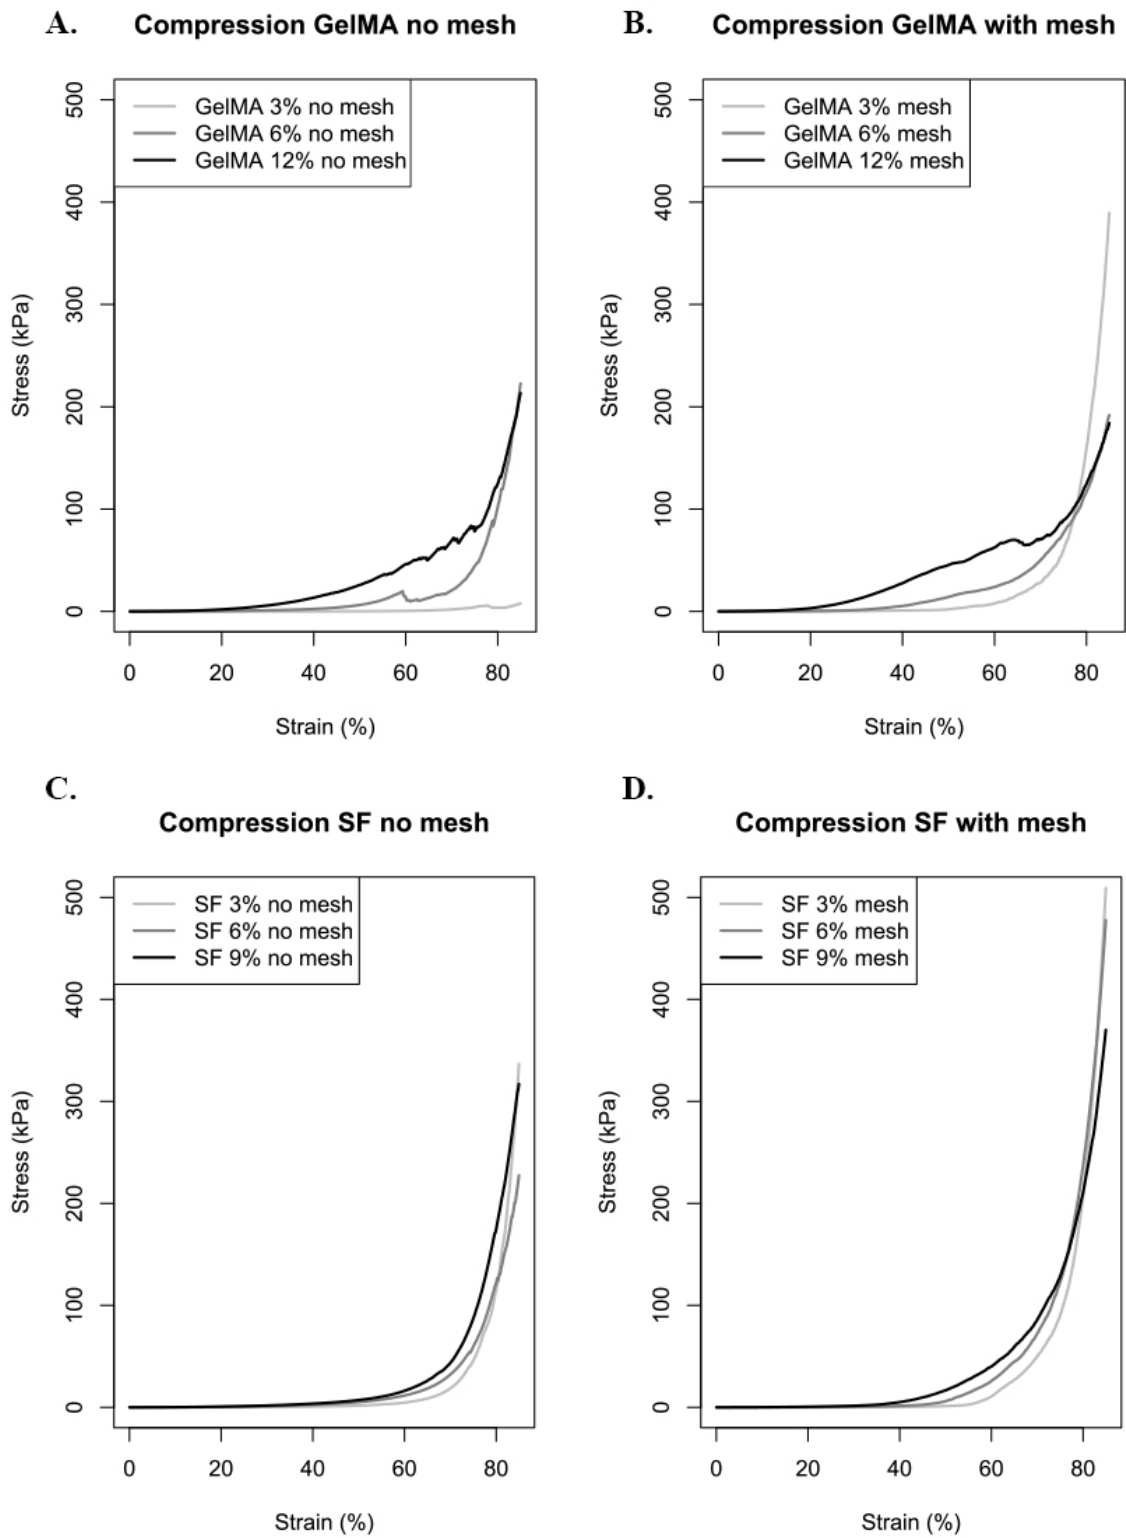 A.
Compression GelMA no mesh
GelMA 3% no mesh
GelMA 6% no mesh
GelMA 12% no mesh
Stress (kPa)
500
400
300
200
100
0
0 20 40 60 80
Strain (%)
B.
Compression GelMA with mesh
GelMA 3% mesh
GelMA 6% mesh
GelMA 12% mesh
Stress (kPa)
500
400
300
200
100
0
0 20 40 60 80
Strain (%)
C.
Compression SF no mesh
SF 3% no mesh
SF 6% no mesh
SF 9% no mesh
Stress (kPa)
500
400
300
200
100
0
0 20 40 60 80
Strain (%)
D.
Compression SF with mesh
SF 3% mesh
SF 6% mesh
SF 9% mesh
Stress (kPa)
500
400
300
200
100
0
0 20 40 60 80
Strain (%)